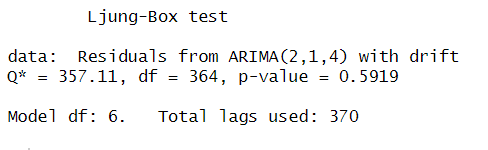 Ljung-Box test
data:  Residuals from ARIMA(2,1,4) with drift
Q* = 357.11, df = 364, p-value = 0.5919
Model df: 6.   Total lags used: 370